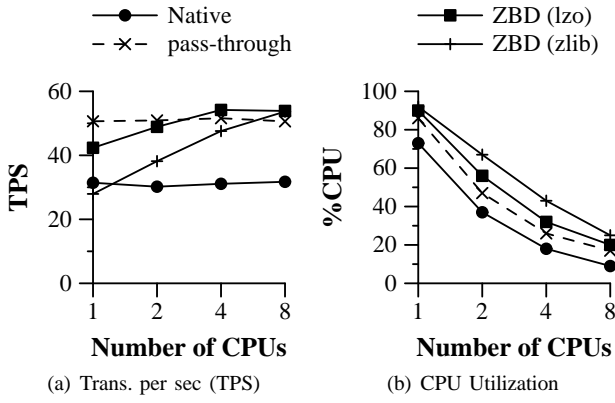 Native
pass-through
ZBD (lzo)
ZBD (zlib)
60
40
20
0
TPS
1 2 4 8
Number of CPUs
(a) Trans. per sec (TPS)
100
80
60
40
20
0
%CPU
1 2 4 8
Number of CPUs
(b) CPU Utilization